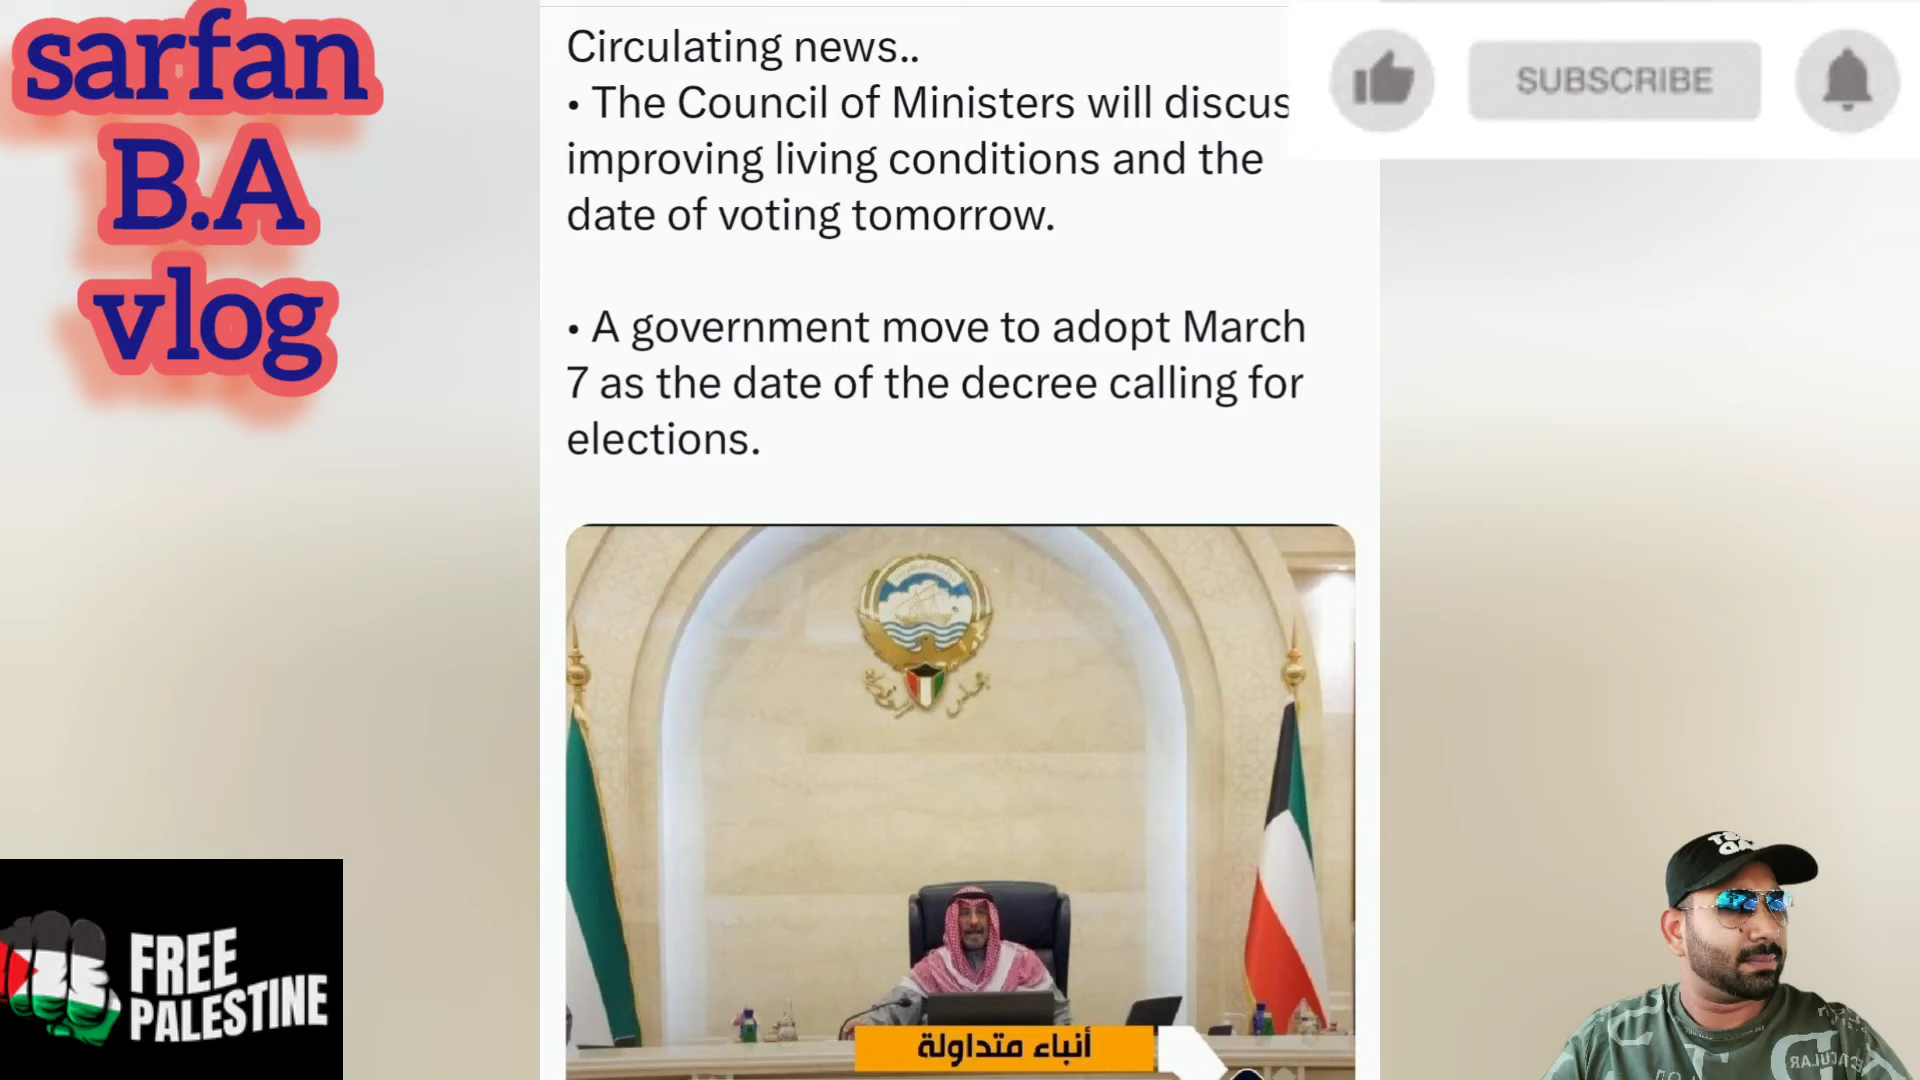 sarfan
B.A
vlog
Circulating news..
• The Council of Ministers will discus
improving living conditions and the
date of voting tomorrow.
• A government move to adopt March
7 as the date of the decree calling for
elections.
SUBSCRIBE
أنباء متداولة
FREE
PALESTINE